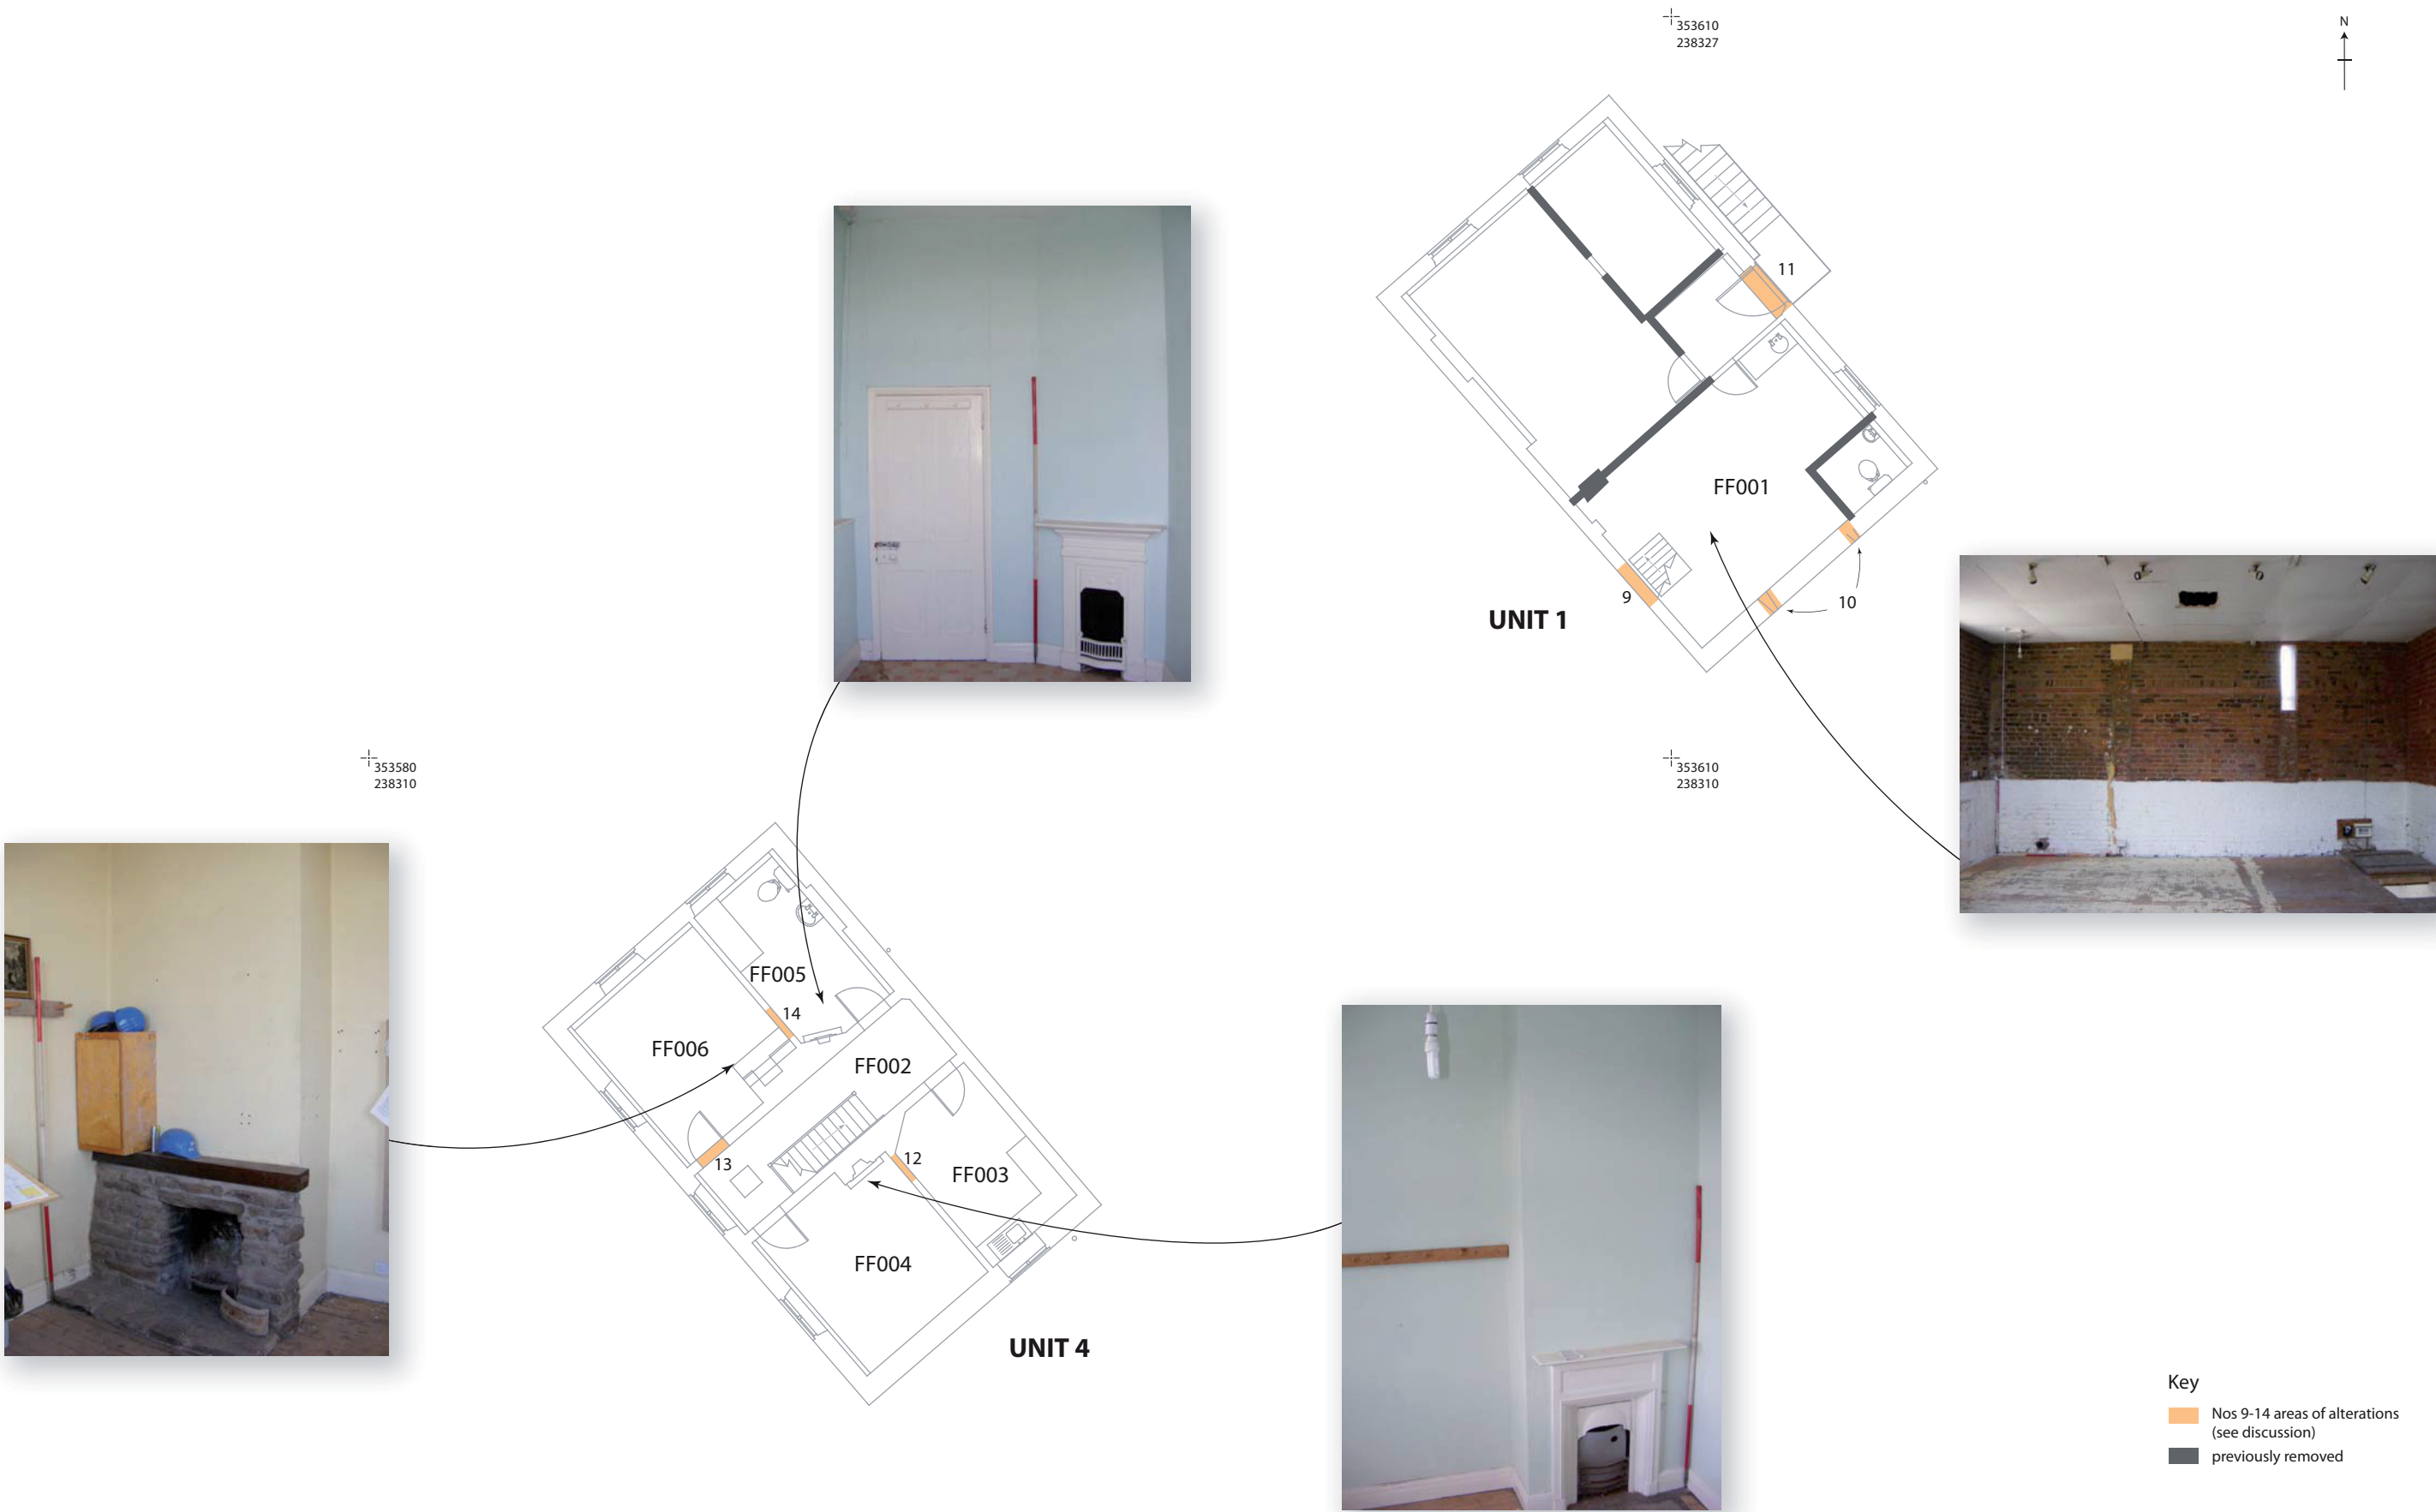 353610
238327
N
11
FF001
9
10
UNIT 1
353580
238310
353610
238310
FF005
14
FF006
FF002
13
12
FF003
FF004
UNIT 4
Key
Nos 9-14 areas of alterations
(see discussion)
previously removed